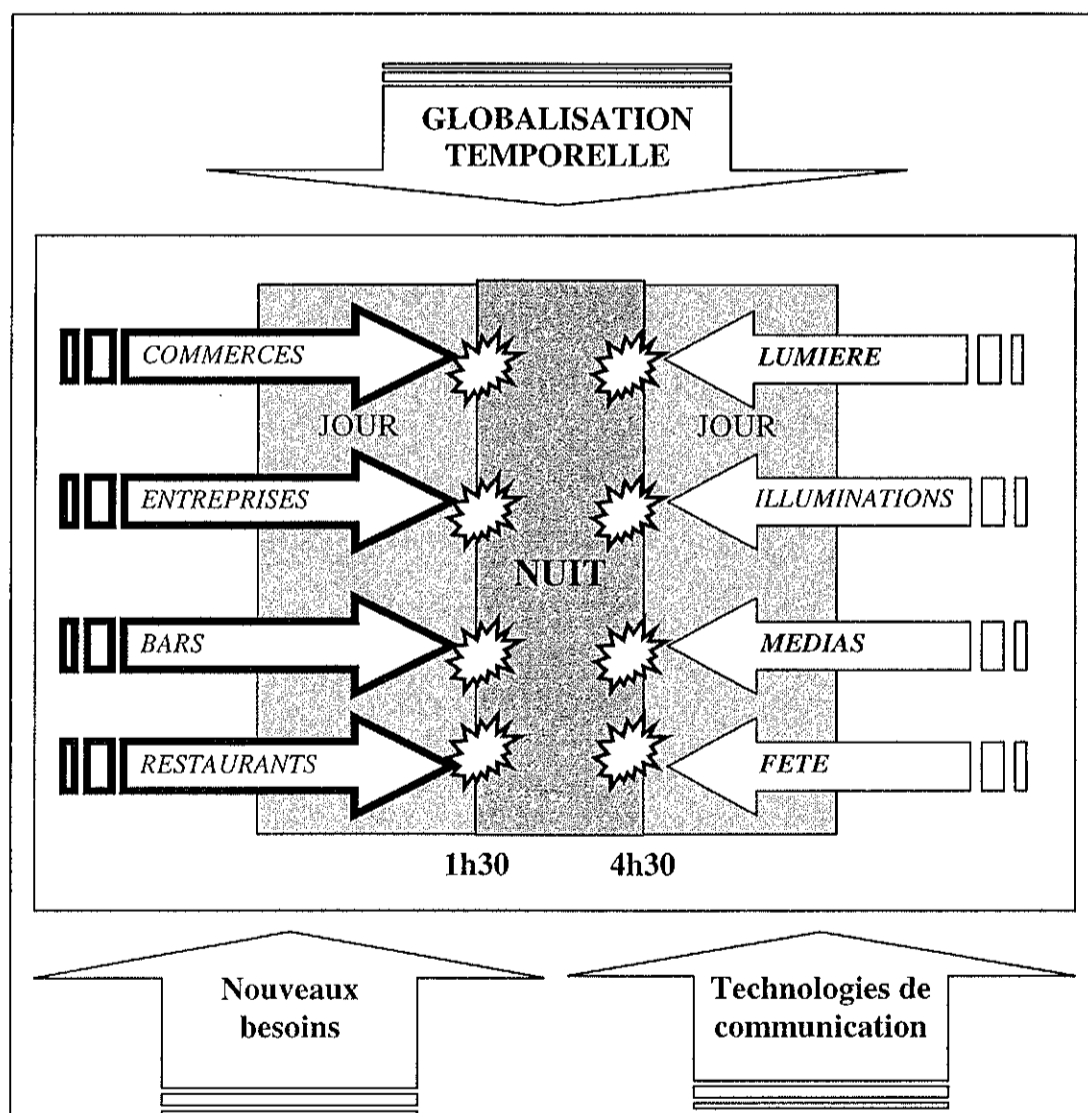 GLOBALISATION
TEMPORELLE
COMMERCES
LUMIERE
JOUR
JOUR
ENTREPRISES
ILLUMINATIONS
NUIT
BARS
MEDIAS
RESTAURANTS
FETE
1h30
4h30
Nouveaux
besoins
Technologies de
communication